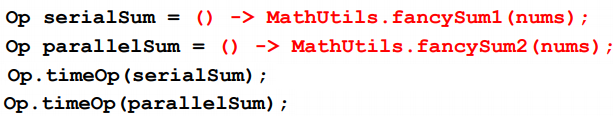 Op serialSum = () -> MathUtils.fancySum1(nums);
Op parallelSum = () -> MathUtils.fancySum2(nums);
Op.timeOp(serialSum);
Op.timeOp(parallelSum);